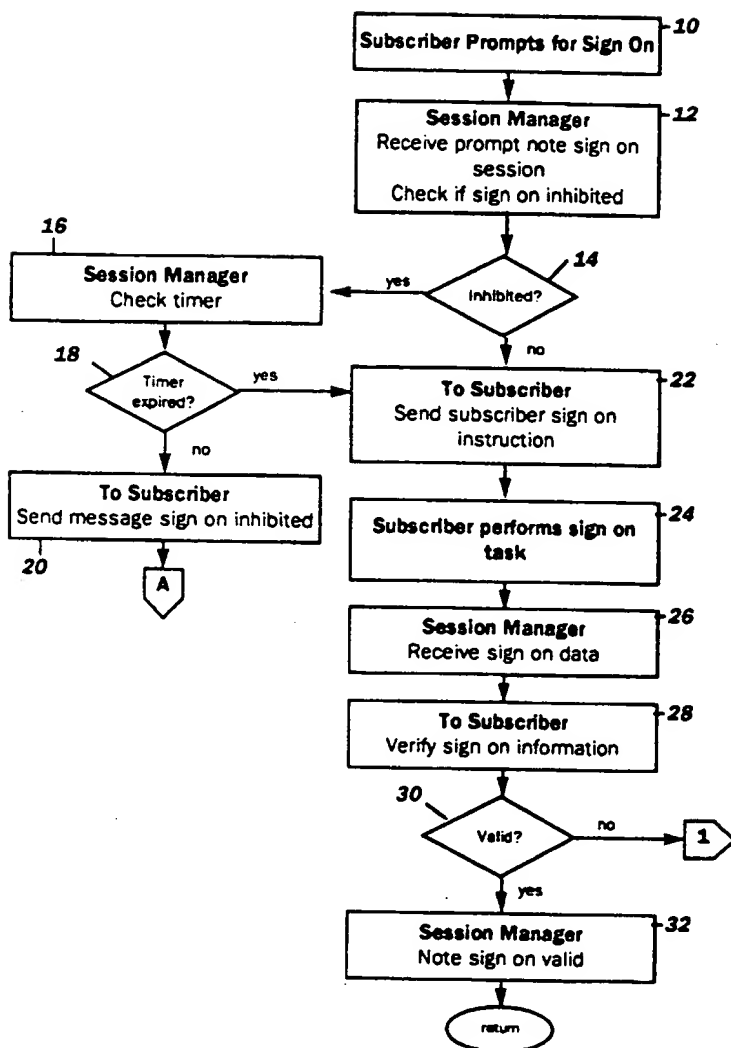 Subscriber Prompts for Sign On
10
Session Manager
Receive prompt note sign on
session
Check if sign on inhibited
12
Inhibited?
14
yes
no
16
Session Manager
Check timer
18
Timer
expired?
yes
no
To Subscriber
Send message sign on inhibited
20
A
To Subscriber
Send subscriber sign on
instruction
22
Subscriber performs sign on
task
24
Session Manager
Receive sign on data
26
To Subscriber
Verify sign on information
28
30
Valid?
no
1
yes
Session Manager
Note sign on valid
32
return